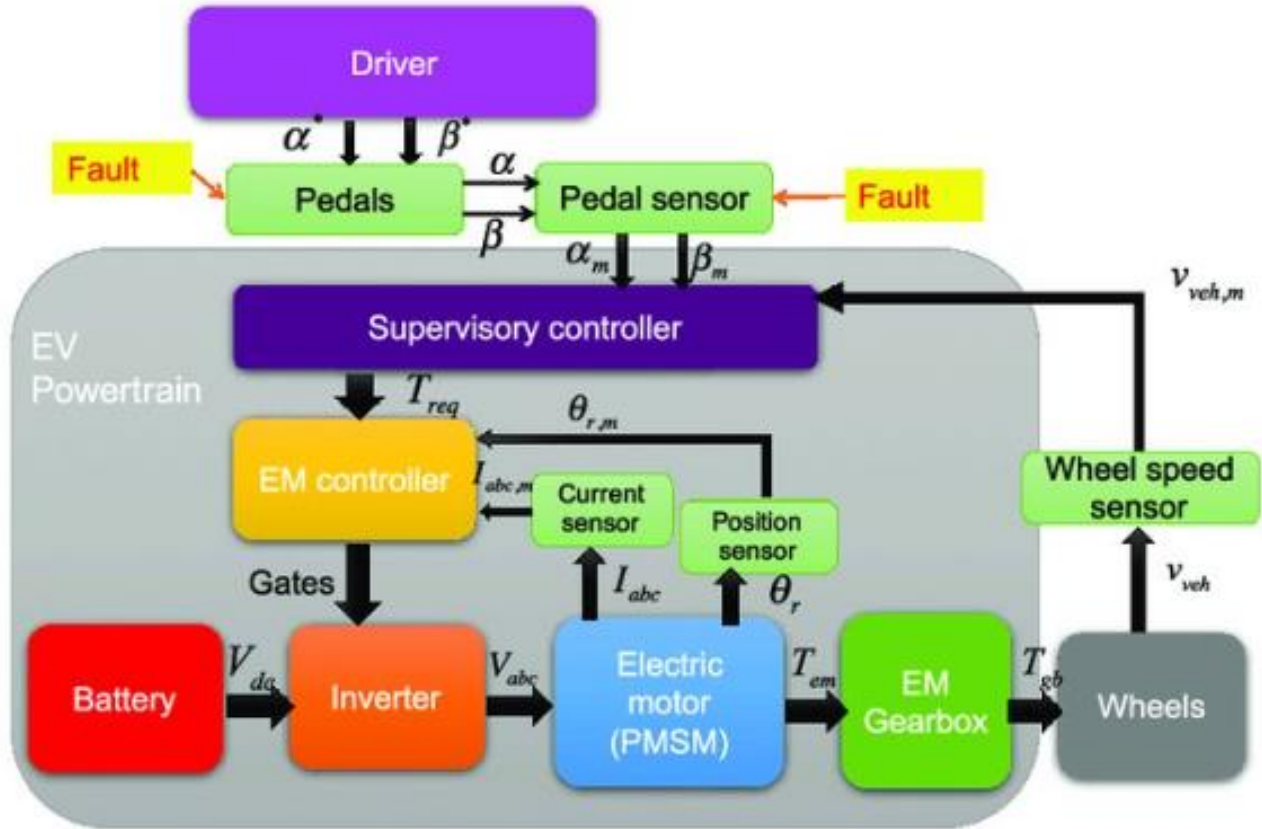 Driver
α* β*
Fault
Pedals
α
β
Pedal sensor
Fault
αm βm
vveh,m
Supervisory controller
EV
Powertrain
Treq
θr,m
EM controller
Iabc,m
Current
sensor
Position
sensor
Wheel speed
sensor
Gates
Iabc
θr
vveh
Battery
Vdc
Inverter
Vabc
Electric
motor
(PMSM)
Tem
EM
Gearbox
Tgb
Wheels